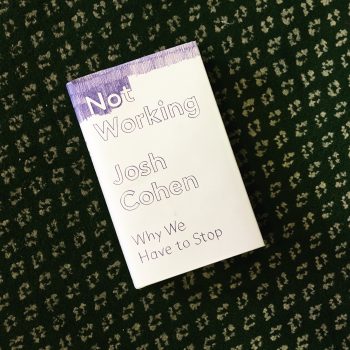 Not
Working
Josh
Cohen
Why We
Have to Stop